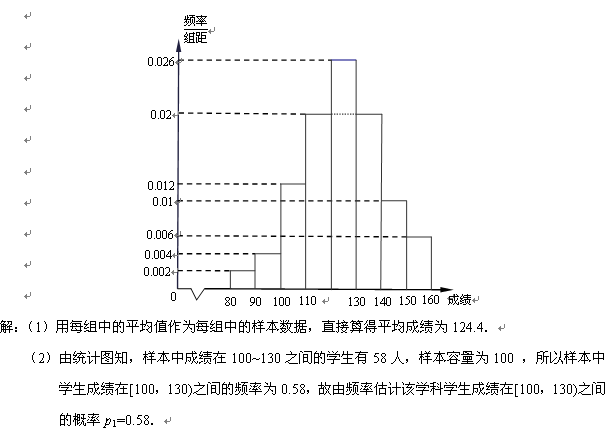 频率
组距
0.026
0.02
0.012
0.01
0.006
0.004
0.002
0
80 90 100 110 130 140 150 160 成绩
解：（1）用每组中的平均值作为每组中的样本数据，直接算得平均成绩为 124.4．
（2）由统计图知，样本中成绩在 100~130 之间的学生有 58 人，样本容量为 100 ，所以样本中
学生成绩在[100，130)之间的频率为 0.58，故由频率估计该学科学生成绩在[100，130)之间
的概率 p₁=0.58．